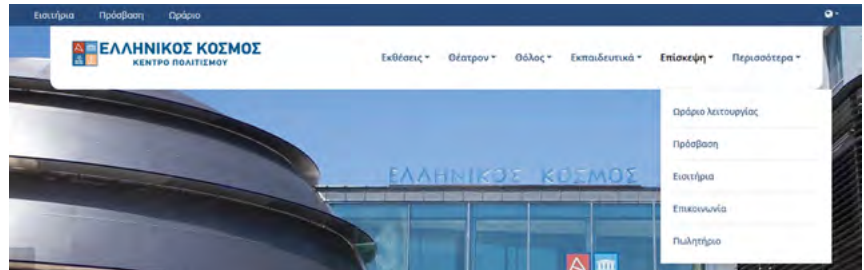 Εισιτήρια Πρόσβαση Ωράριο
ΕΛΛΗΝΙΚΟΣ ΚΟΣΜΟΣ
ΚΕΝΤΡΟ ΠΟΛΙΤΙΣΜΟΥ
Εκθέσεις Θέατρον Θόλος Εκπαιδευτικά Επίσκεψη Περισσότερα
Ωράριο λειτουργίας
Πρόσβαση
Εισιτήρια
Επικοινωνία
Πωλητήριο
ΕΛΛΗΝΙΚΟΣ ΚΟΣΜΟΣ